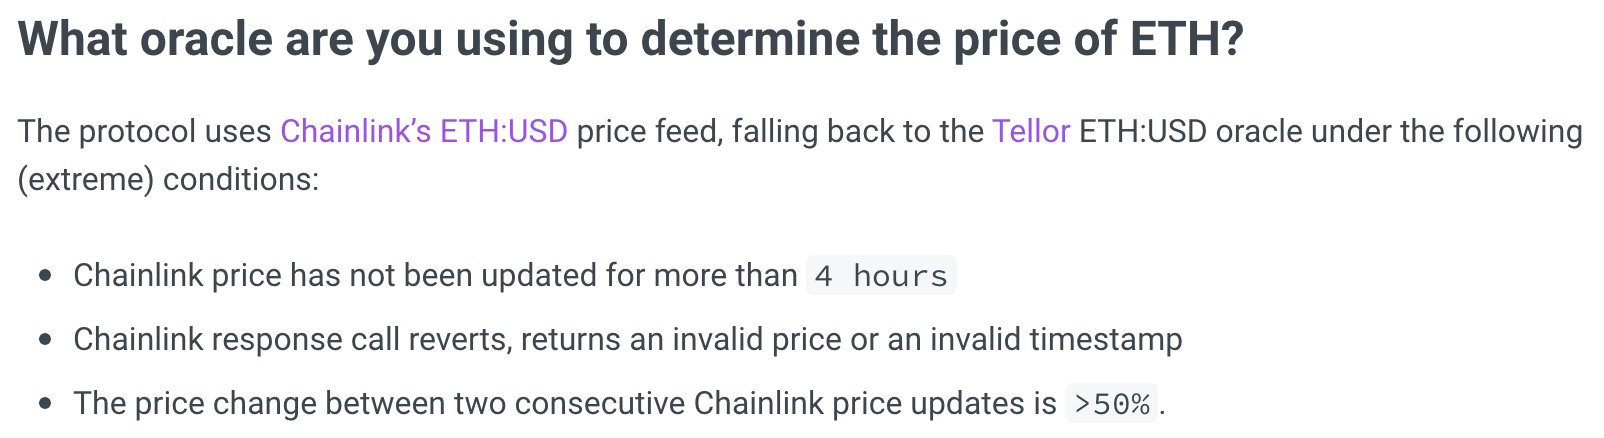 What oracle are you using to determine the price of ETH?
The protocol uses Chainlink’s ETH:USD price feed, falling back to the Tellor ETH:USD oracle under the following
(extreme) conditions:
• Chainlink price has not been updated for more than 4 hours
• Chainlink response call reverts, returns an invalid price or an invalid timestamp
• The price change between two consecutive Chainlink price updates is >50%.